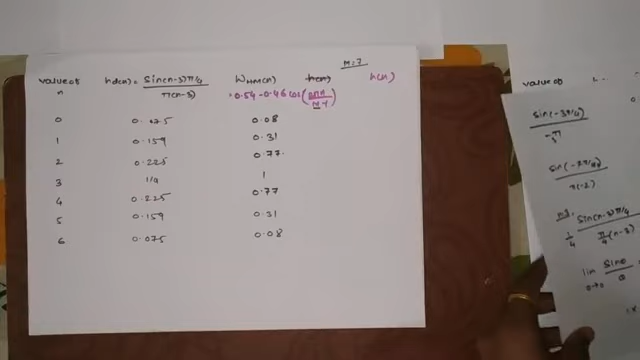 M=7
value of n hd(n) = sin(n-3)π/4 / π(n-3) WHM(n) = 0.54-0.46 cos(2πn/M-1) h(n) h(n)
0 0.075 0.08
1 0.159 0.31
2 0.225 0.77
3 1/4 1
4 0.225 0.77
5 0.159 0.31
6 0.075 0.08
value of
sin(-3π/4)
sin(-2π/4)
π(-2)
n=3
1/4 sin(n-3)π/4
π/4 (n-3)
lim θ→0 sinθ/θ =